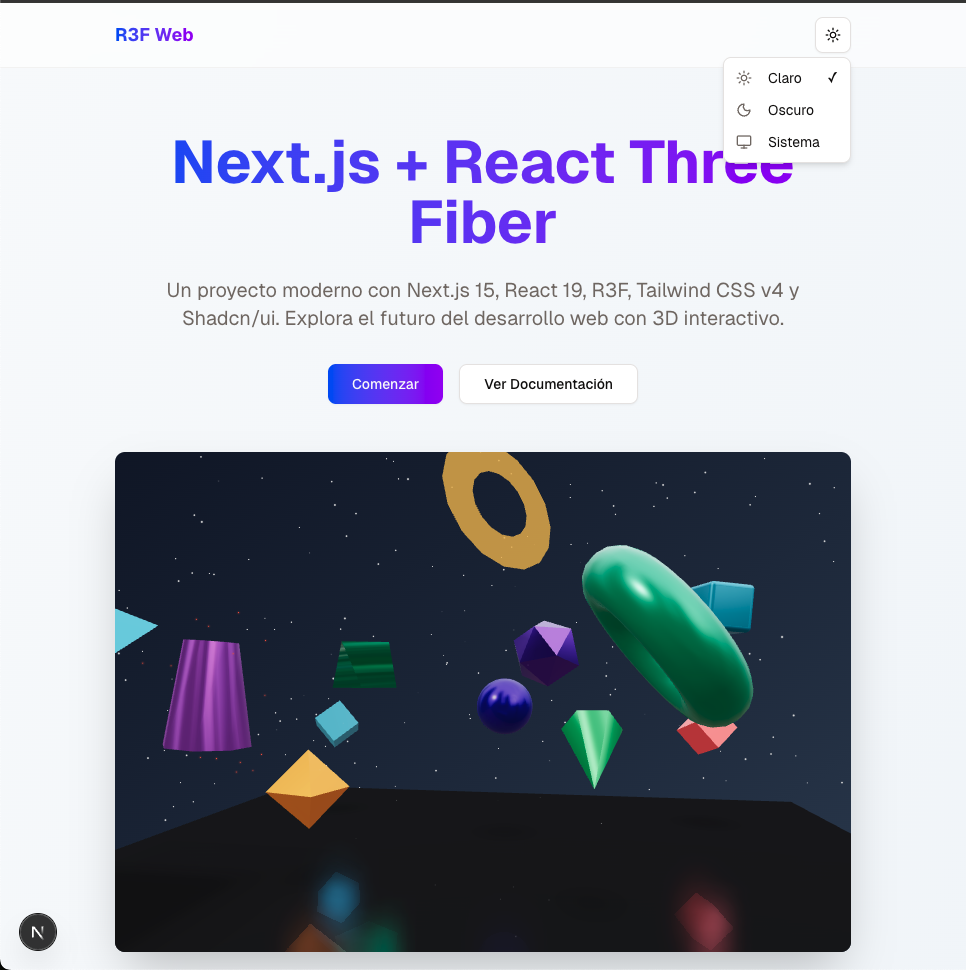 R3F Web
Claro ✓
Oscuro
Sistema
Next.js + React Three
Fiber
Un proyecto moderno con Next.js 15, React 19, R3F, Tailwind CSS v4 y
Shadcn/ui. Explora el futuro del desarrollo web con 3D interactivo.
Comenzar
Ver Documentación
N